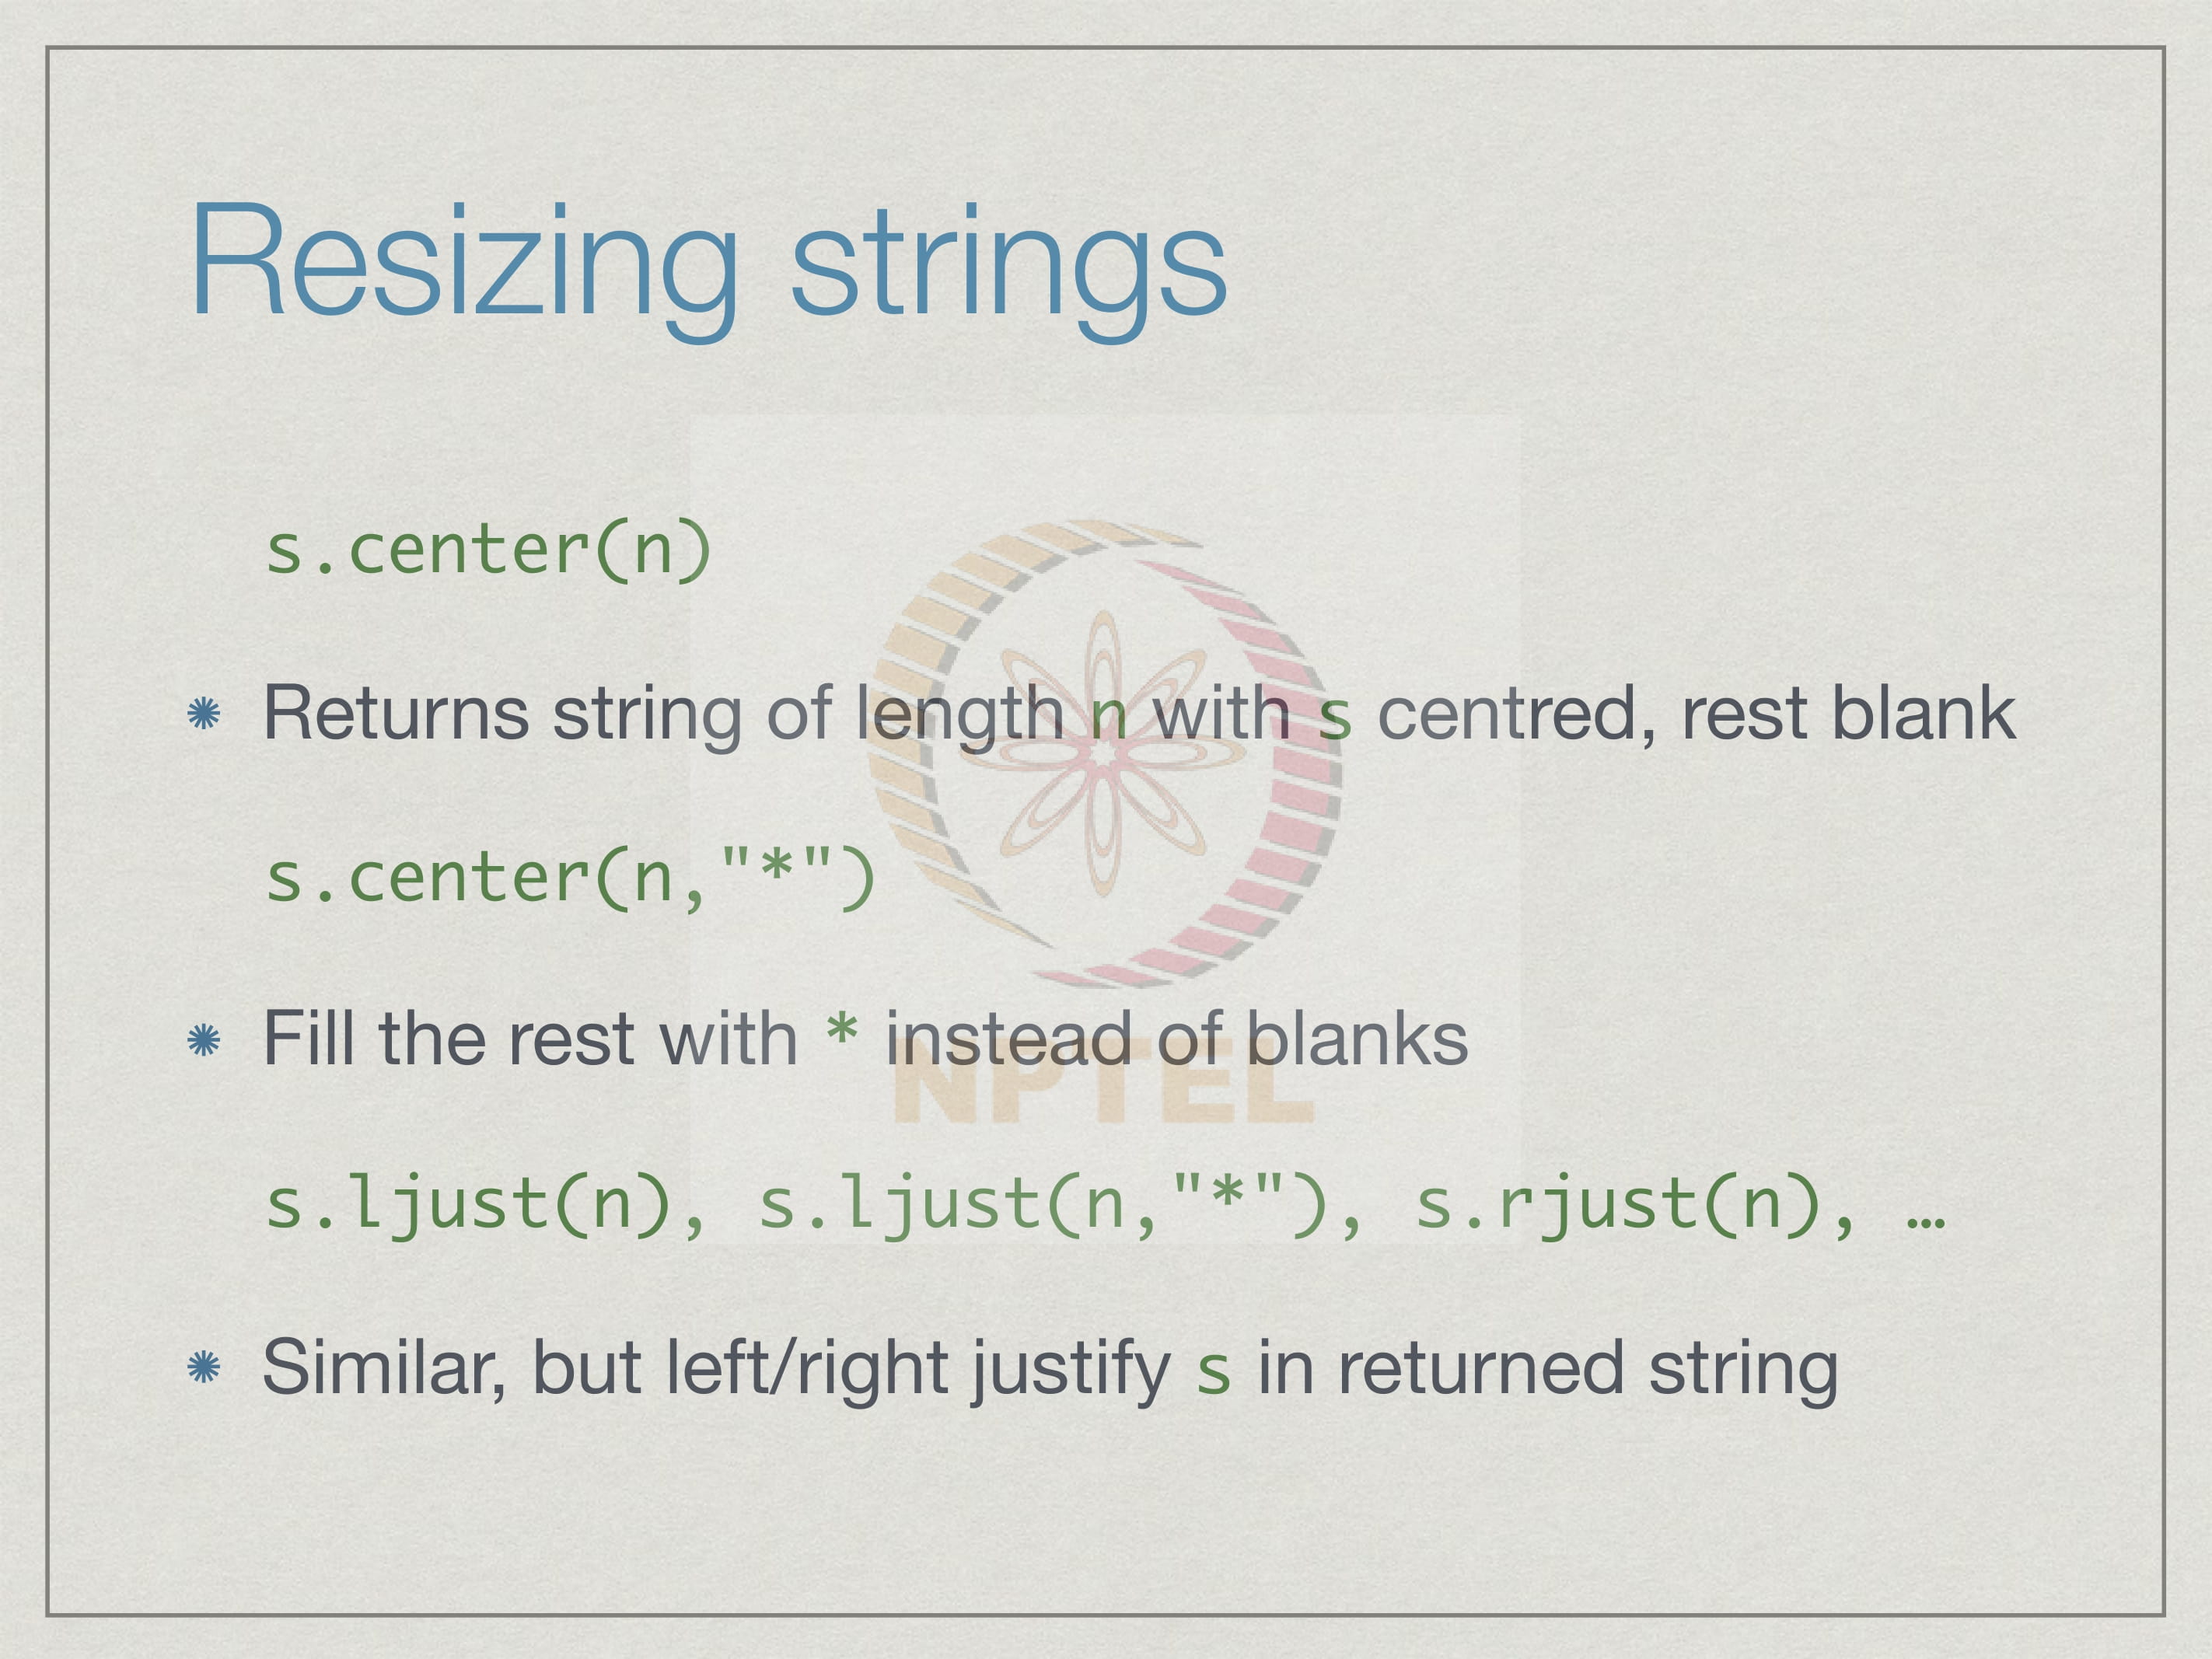 Resizing strings
s.center(n)
Returns string of length n with s centred, rest blank
s.center(n,"*")
Fill the rest with * instead of blanks
NPTEL
s.ljust(n), s.ljust(n,"*"), s.rjust(n), …
Similar, but left/right justify s in returned string